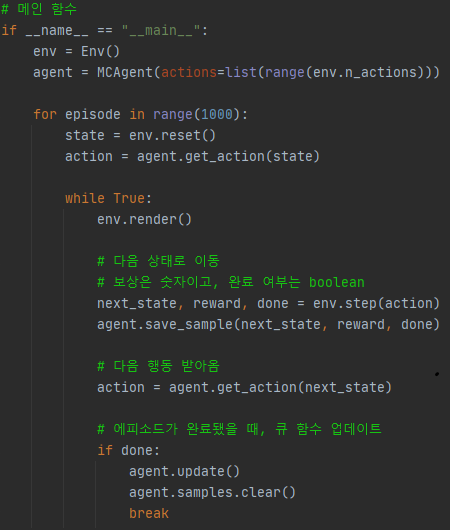 # 메인 함수
if __name__ == "__main__":
    env = Env()
    agent = MCAgent(actions=list(range(env.n_actions)))

    for episode in range(1000):
        state = env.reset()
        action = agent.get_action(state)

        while True:
            env.render()

            # 다음 상태로 이동
            # 보상은 숫자이고, 완료 여부는 boolean
            next_state, reward, done = env.step(action)
            agent.save_sample(next_state, reward, done)

            # 다음 행동 받아옴
            action = agent.get_action(next_state)

            # 에피소드가 완료됐을 때, 큐 함수 업데이트
            if done:
                agent.update()
                agent.samples.clear()
                break